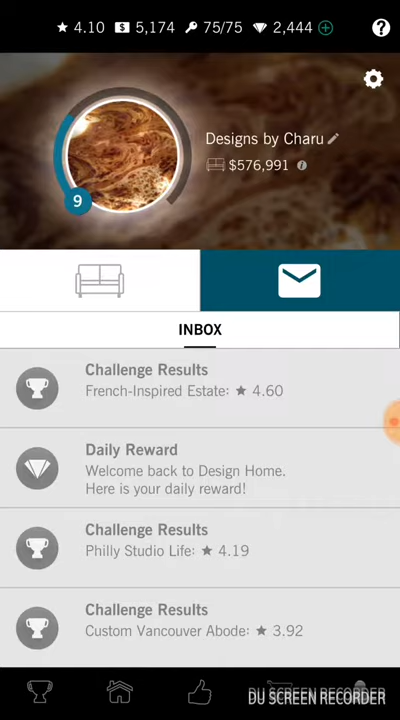 ★ 4.10 $ 5,174 75/75 2,444 + ?
Designs by Charu
$576,991 i
9
INBOX
Challenge Results
French-Inspired Estate: ★ 4.60
Daily Reward
Welcome back to Design Home.
Here is your daily reward!
Challenge Results
Philly Studio Life: ★ 4.19
Challenge Results
Custom Vancouver Abode: ★ 3.92
DU SCREEN RECORDER